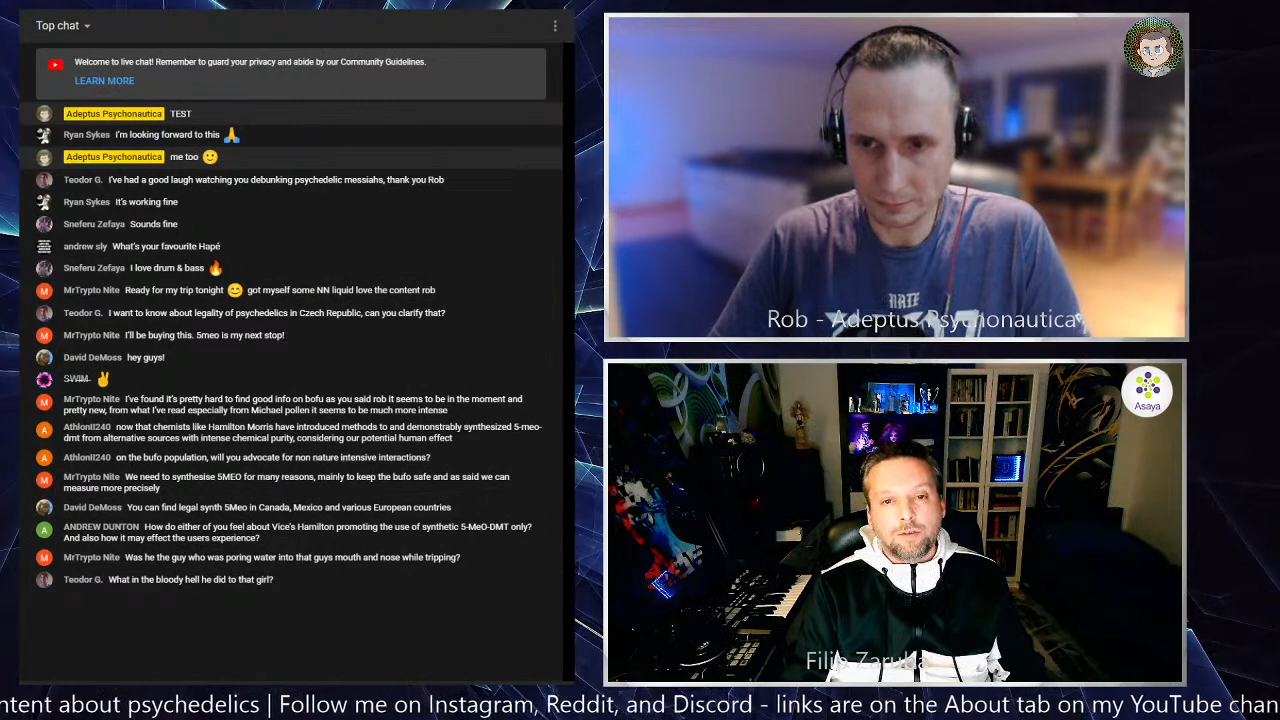 Top chat
Welcome to live chat! Remember to guard your privacy and abide by our Community Guidelines.
LEARN MORE
Adeptus Psychonautica TEST
Ryan Sykes I'm looking forward to this 🙏
Adeptus Psychonautica me too 🙂
Teodor G. I've had a good laugh watching you debunking psychedelic messiahs, thank you Rob
Ryan Sykes It's working fine
Sneferu Zefaya Sounds fine
andrew sly What's your favourite Hapé
Sneferu Zefaya I love drum & bass 🔥
MrTrypto Nite Ready for my trip tonight 😊 got myself some NN liquid love the content rob
Teodor G. I want to know about legality of psychedelics in Czech Republic, can you clarify that?
MrTrypto Nite I'll be buying this. 5meo is my next stop!
David DeMoss hey guys!
S̶W̶I̶M̶ ✌
MrTrypto Nite I've found it's pretty hard to find good info on bofu as you said rob it seems to be in the moment and
pretty new, from what I've read especially from Michael pollen it seems to be much more intense
AthlonII240 now that chemists like Hamilton Morris have introduced methods to and demonstrably synthesized 5-meo-
dmt from alternative sources with intense chemical purity, considering our potential human effect
AthlonII240 on the bufo population, will you advocate for non nature intensive interactions?
MrTrypto Nite We need to synthesise 5MEO for many reasons, mainly to keep the bufo safe and as said we can
measure more precisely
David DeMoss You can find legal synth 5Meo in Canada, Mexico and various European countries
ANDREW DUNTON How do either of you feel about Vice's Hamilton promoting the use of synthetic 5-MeO-DMT only?
And also how it may effect the users experience?
MrTrypto Nite Was he the guy who was poring water into that guys mouth and nose while tripping?
Teodor G. What in the bloody hell he did to that girl?
Rob - Adeptus Psychonautica
Asaya
Filip Zaruba
ntent about psychedelics | Follow me on Instagram, Reddit, and Discord - links are on the About tab on my YouTube chan